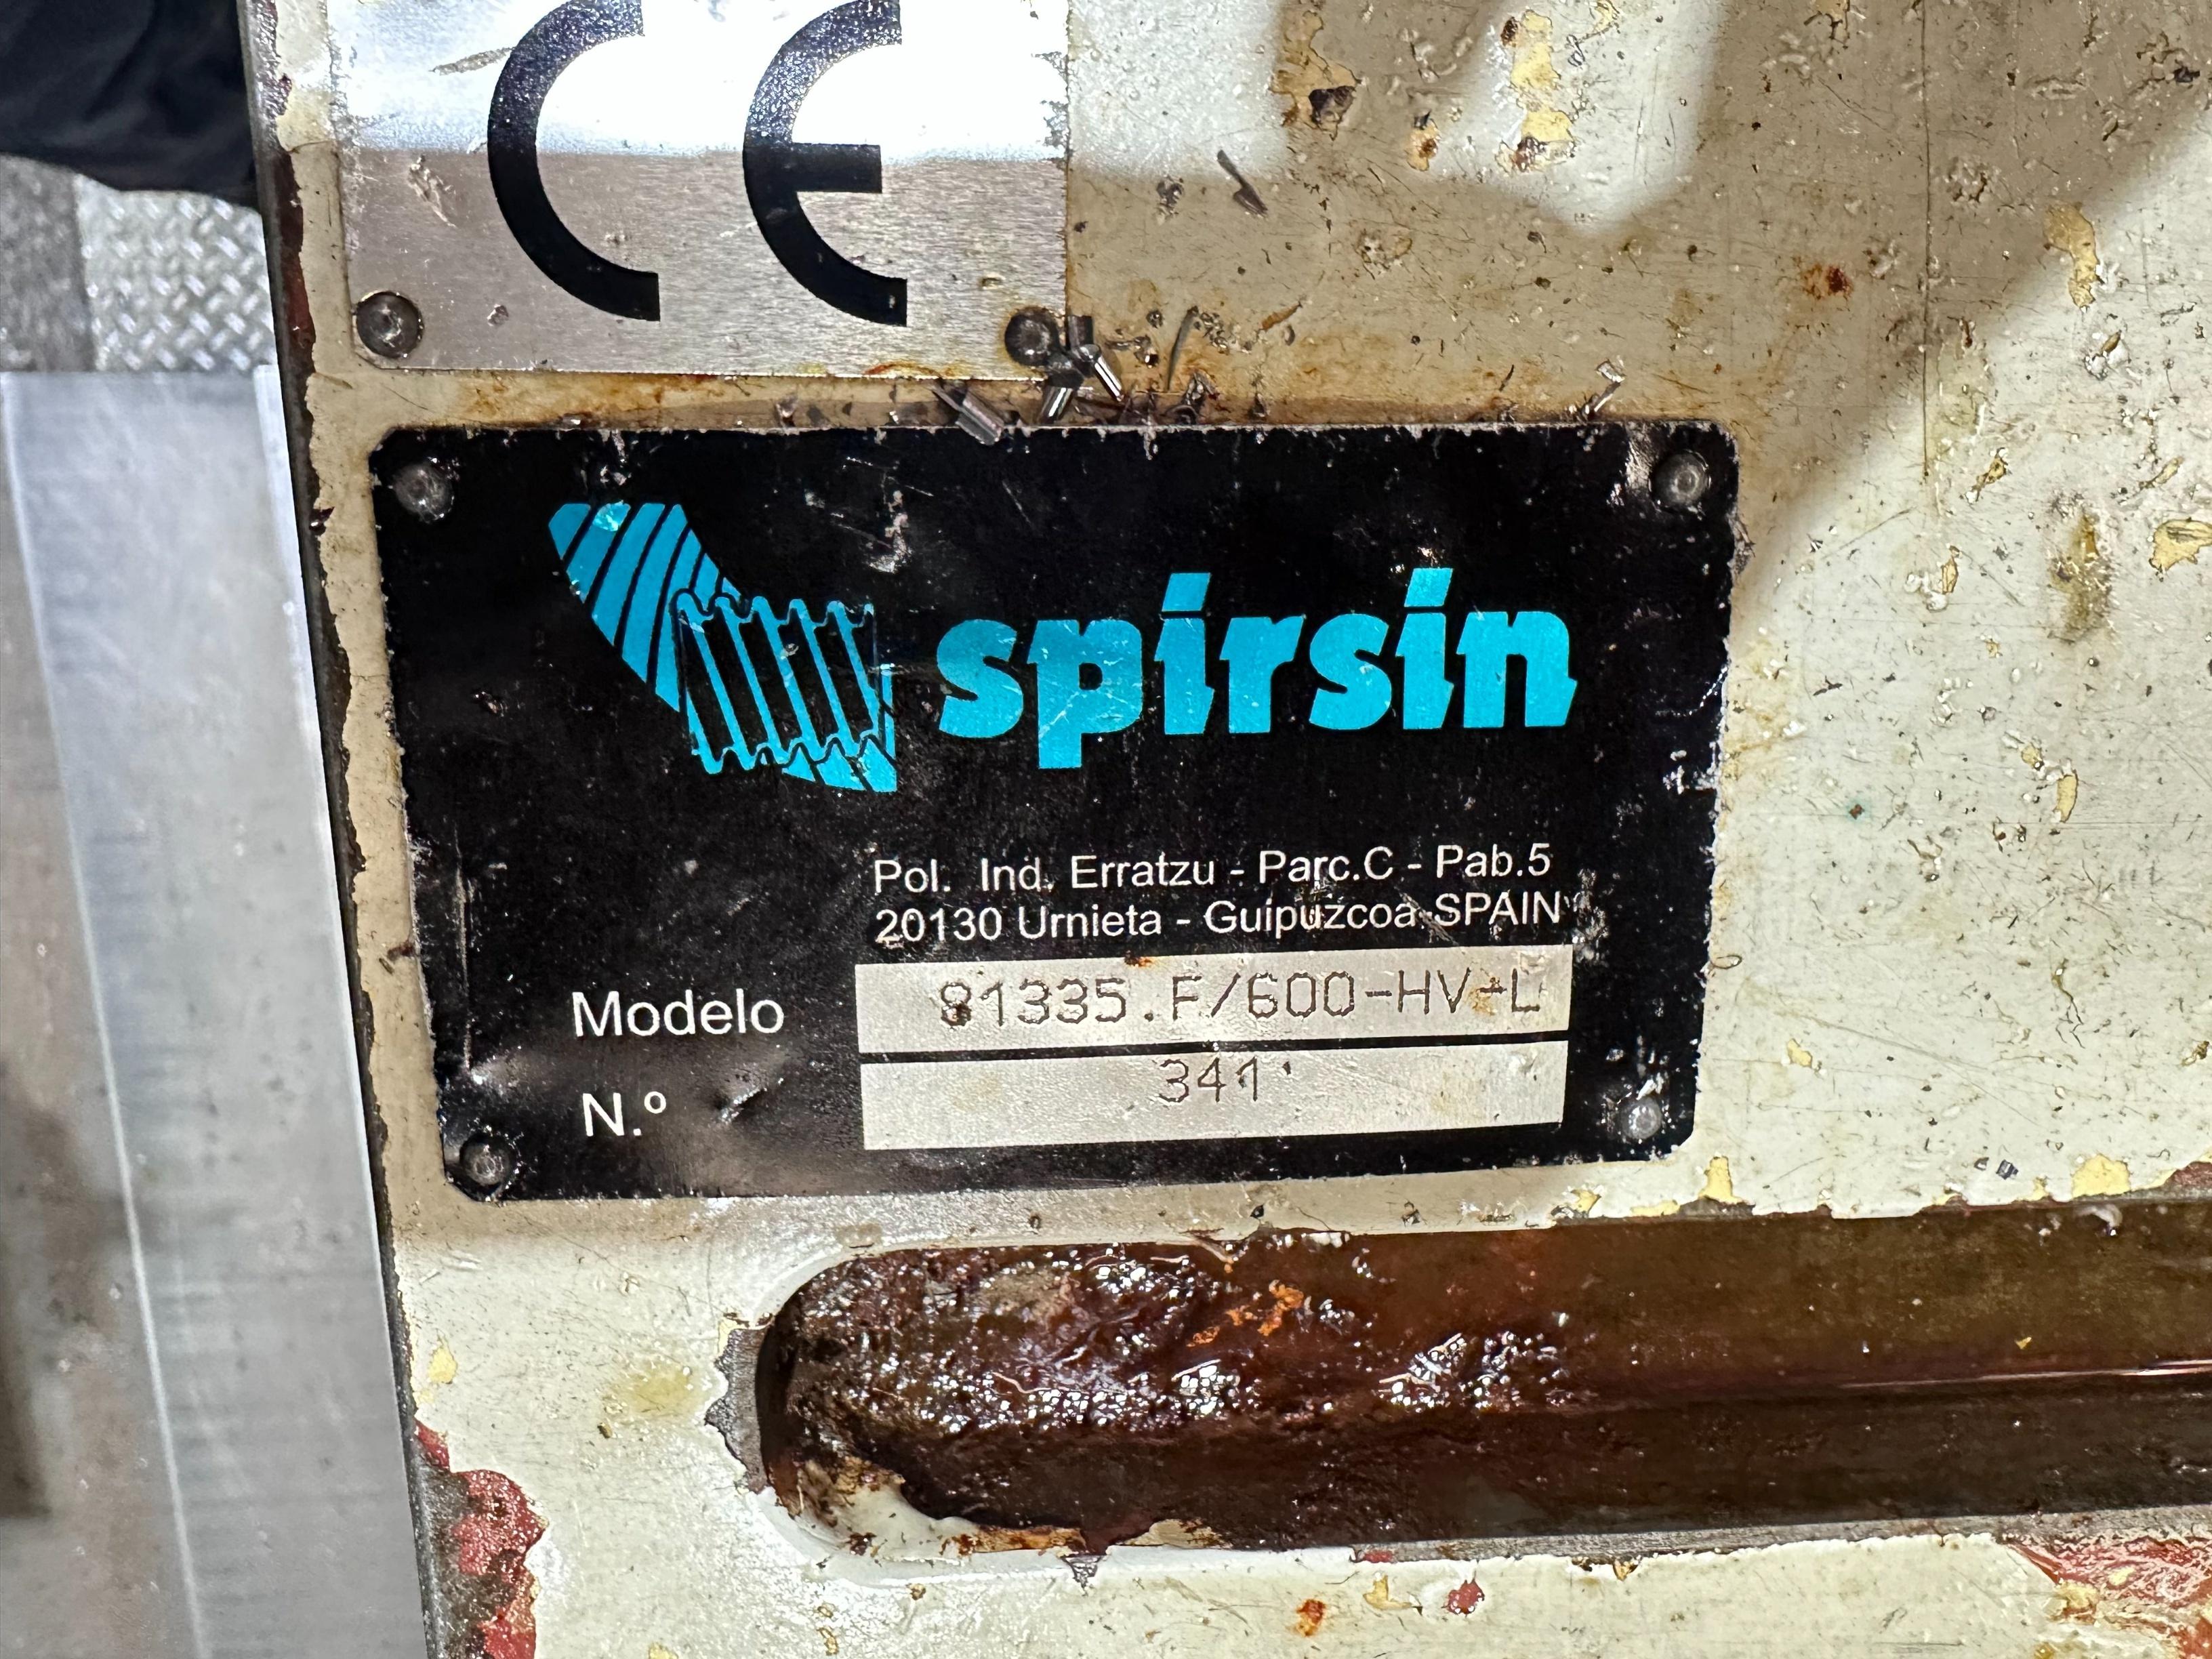 CE
spirsin
Pol. Ind. Erratzu - Parc.C - Pab.5
20130 Urnieta - Guipuzcoa-SPAIN
Modelo 81335.F/600-HV-L
N.º 341